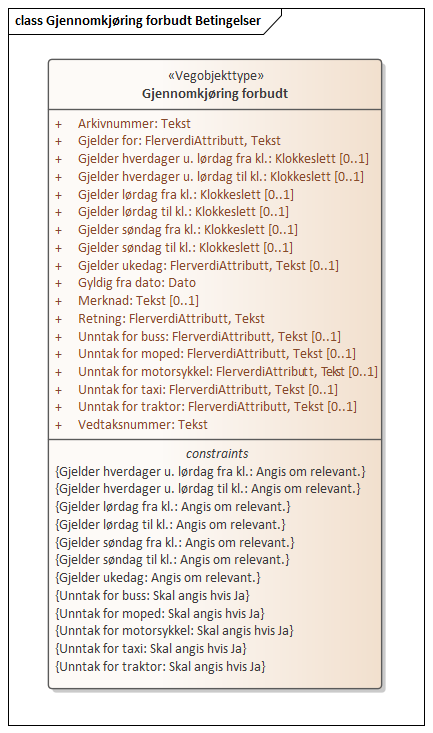 class Gjennomkjøring forbudt Betingelser
«Vegobjekttype»
Gjennomkjøring forbudt
+ Arkivnummer: Tekst
+ Gjelder for: FlerverdiAttributt, Tekst
+ Gjelder hverdager u. lørdag fra kl.: Klokkeslett [0..1]
+ Gjelder hverdager u. lørdag til kl.: Klokkeslett [0..1]
+ Gjelder lørdag fra kl.: Klokkeslett [0..1]
+ Gjelder lørdag til kl.: Klokkeslett [0..1]
+ Gjelder søndag fra kl.: Klokkeslett [0..1]
+ Gjelder søndag til kl.: Klokkeslett [0..1]
+ Gjelder ukedag: FlerverdiAttributt, Tekst [0..1]
+ Gyldig fra dato: Dato
+ Merknad: Tekst [0..1]
+ Retning: FlerverdiAttributt, Tekst
+ Unntak for buss: FlerverdiAttributt, Tekst [0..1]
+ Unntak for moped: FlerverdiAttributt, Tekst [0..1]
+ Unntak for motorsykkel: FlerverdiAttributt, Tekst [0..1]
+ Unntak for taxi: FlerverdiAttributt, Tekst [0..1]
+ Unntak for traktor: FlerverdiAttributt, Tekst [0..1]
+ Vedtaksnummer: Tekst
constraints
{Gjelder hverdager u. lørdag fra kl.: Angis om relevant.}
{Gjelder hverdager u. lørdag til kl.: Angis om relevant.}
{Gjelder lørdag fra kl.: Angis om relevant.}
{Gjelder lørdag til kl.: Angis om relevant.}
{Gjelder søndag fra kl.: Angis om relevant.}
{Gjelder søndag til kl.: Angis om relevant.}
{Gjelder ukedag: Angis om relevant.}
{Unntak for buss: Skal angis hvis Ja}
{Unntak for moped: Skal angis hvis Ja}
{Unntak for motorsykkel: Skal angis hvis Ja}
{Unntak for taxi: Skal angis hvis Ja}
{Unntak for traktor: Skal angis hvis Ja}